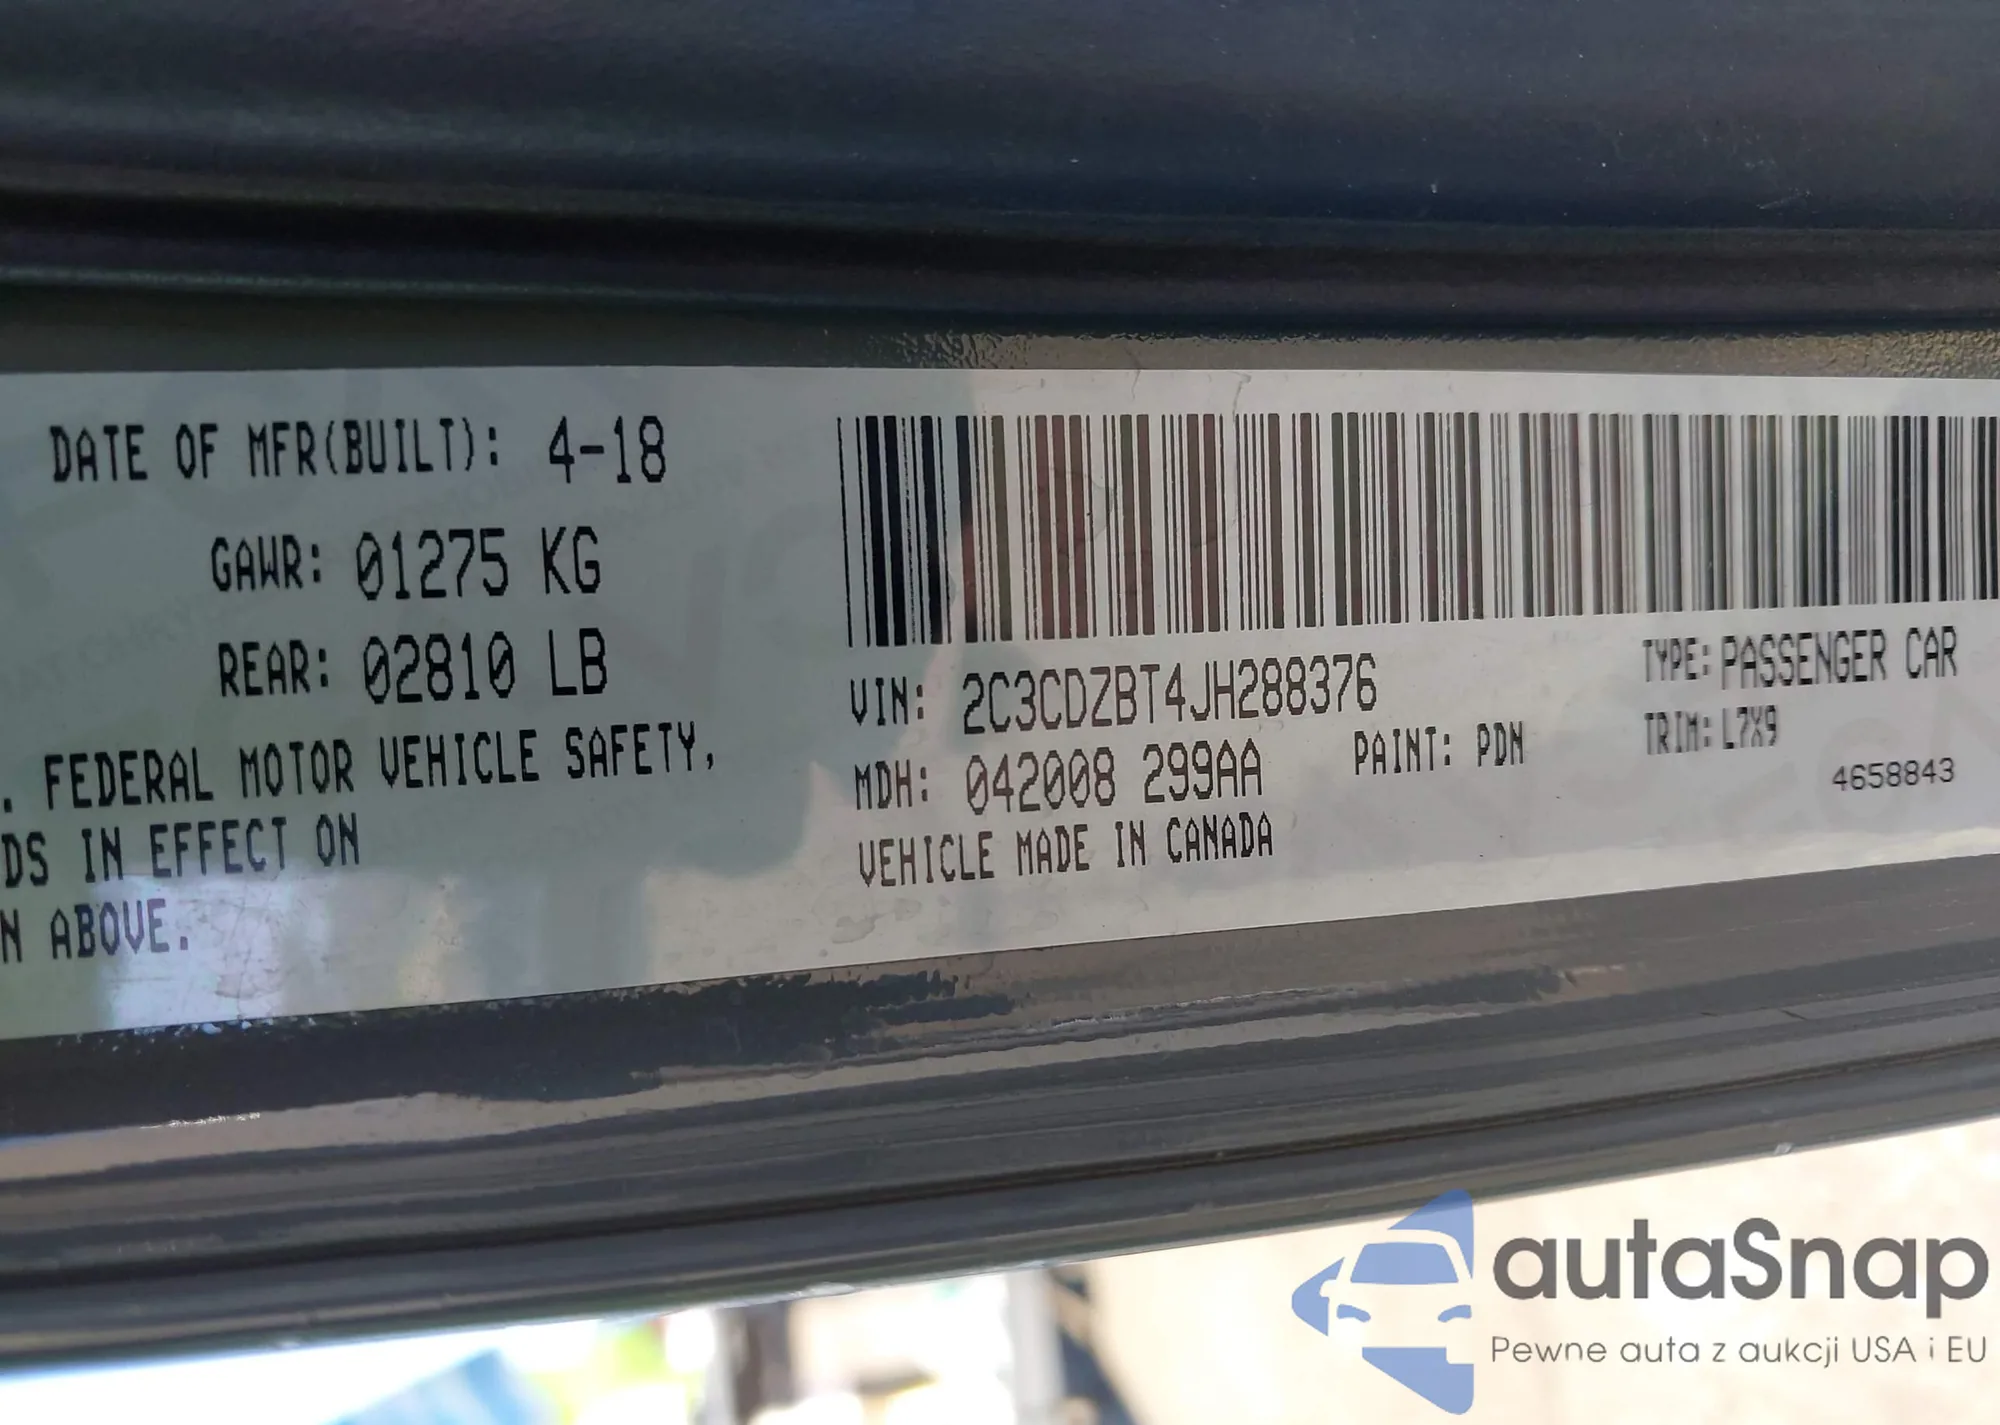 DATE OF MFR(BUILT): 4-18
GAWR: 01275 KG
REAR: 02810 LB
. FEDERAL MOTOR VEHICLE SAFETY,
DS IN EFFECT ON
N ABOVE.
VIN: 2C3CDZBT4JH288376
TYPE: PASSENGER CAR
MDH: 042008 299AA
PAINT: PDN
TRIM: L7X9
4658843
VEHICLE MADE IN CANADA
autaSnap
Pewne auta z aukcji USA i EU